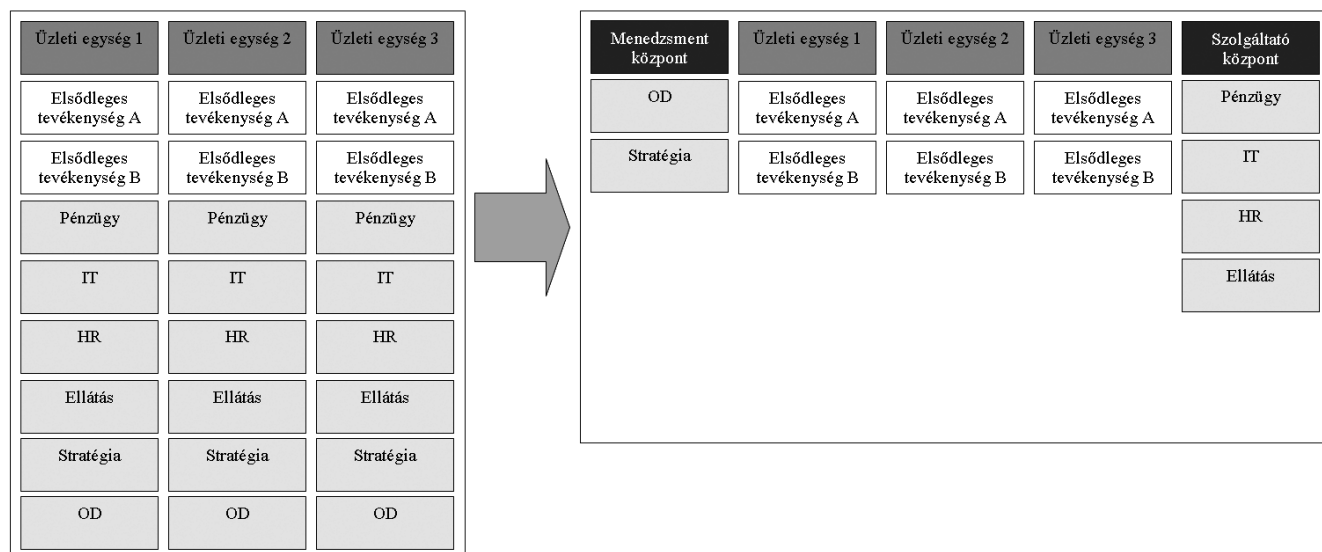 Üzleti egység 1
Üzleti egység 2
Üzleti egység 3
Elsődleges
tevékenység A
Elsődleges
tevékenység A
Elsődleges
tevékenység A
Elsődleges
tevékenység B
Elsődleges
tevékenység B
Elsődleges
tevékenység B
Pénzügy
Pénzügy
Pénzügy
IT
IT
IT
HR
HR
HR
Ellátás
Ellátás
Ellátás
Stratégia
Stratégia
Stratégia
OD
OD
OD
Menedzsment
központ
Üzleti egység 1
Üzleti egység 2
Üzleti egység 3
Szolgáltató
központ
OD
Elsődleges
tevékenység A
Elsődleges
tevékenység A
Elsődleges
tevékenység A
Pénzügy
Stratégia
Elsődleges
tevékenység B
Elsődleges
tevékenység B
Elsődleges
tevékenység B
IT
HR
Ellátás